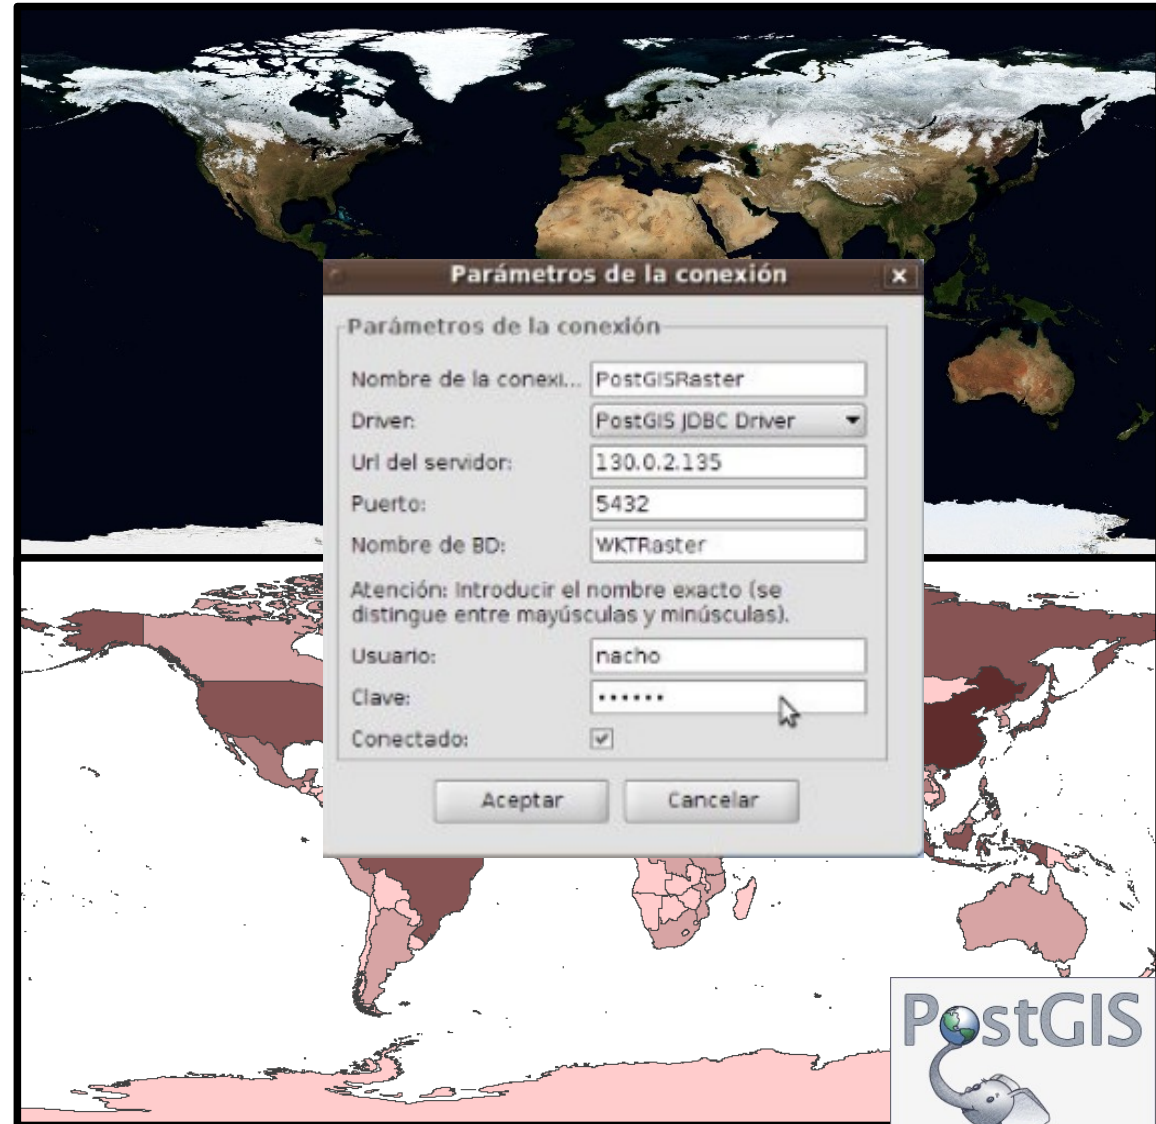 Parámetros de la conexión
Parámetros de la conexión
Nombre de la conexi... PostGISRaster
Driver: PostGIS JDBC Driver
Url del servidor: 130.0.2.135
Puerto: 5432
Nombre de BD: WKTRaster
Atención: Introducir el nombre exacto (se
distingue entre mayúsculas y minúsculas).
Usuario: nacho
Clave: ••••••
Conectado:
Aceptar Cancelar
PostGIS